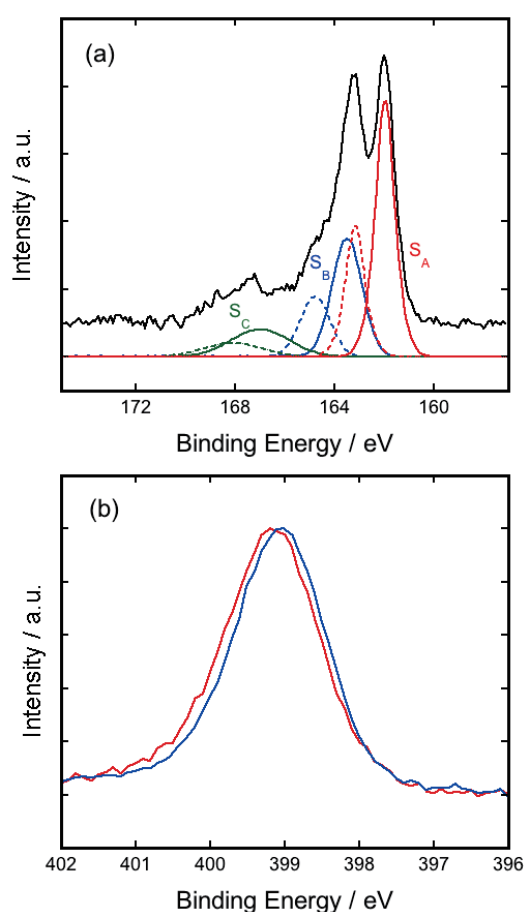 (a)
Intensity / a.u.
S_A
S_B
S_C
172 168 164 160
Binding Energy / eV
(b)
Intensity / a.u.
402 401 400 399 398 397 396
Binding Energy / eV